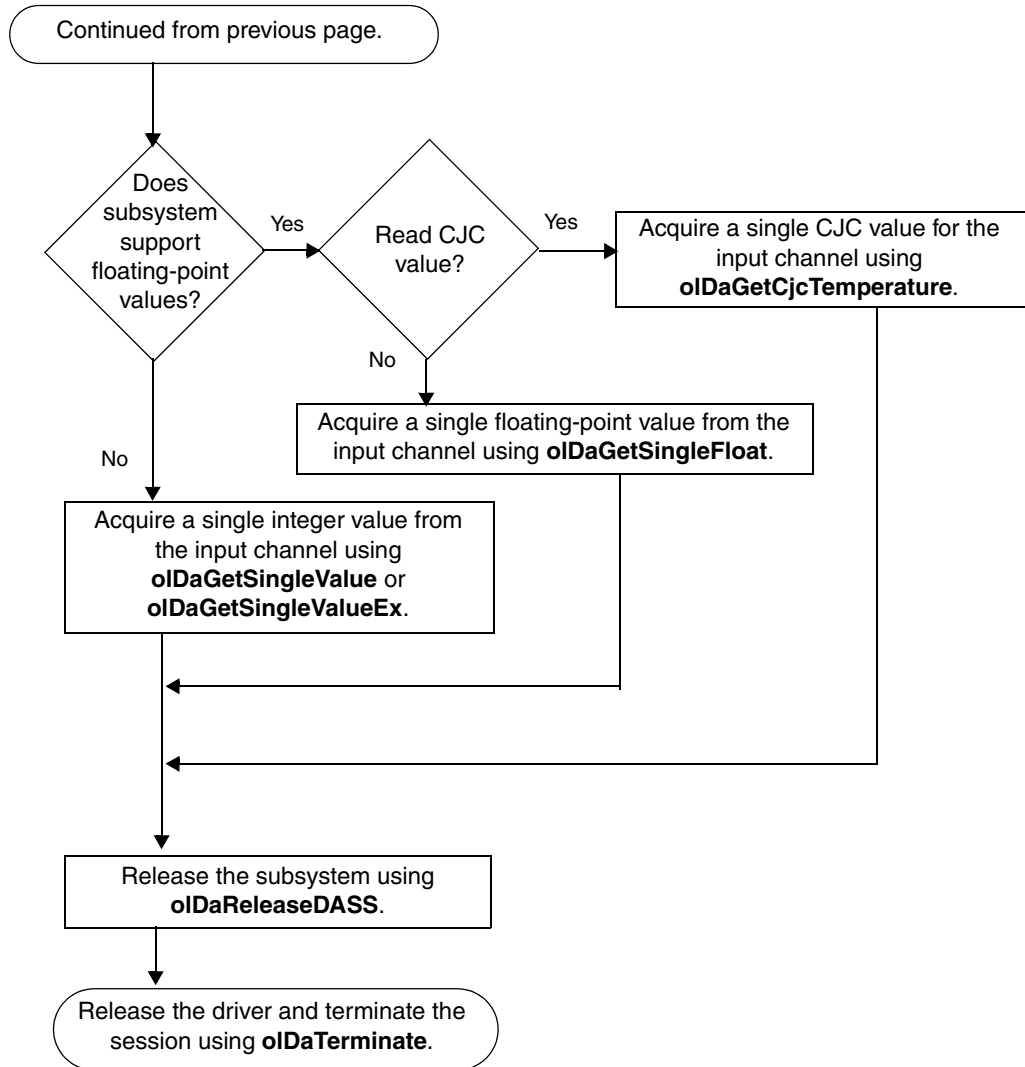 Continued from previous page.
Does
subsystem
support
floating-point
values?
Yes
Read CJC
value?
Yes
Acquire a single CJC value for the
input channel using
olDaGetCjcTemperature.
No
Acquire a single floating-point value from the
input channel using olDaGetSingleFloat.
No
Acquire a single integer value from
the input channel using
olDaGetSingleValue or
olDaGetSingleValueEx.
Release the subsystem using
olDaReleaseDASS.
Release the driver and terminate the
session using olDaTerminate.